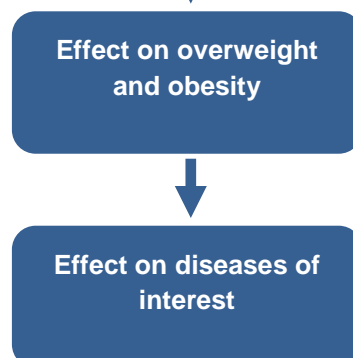 Effect on overweight
and obesity
Effect on diseases of
interest